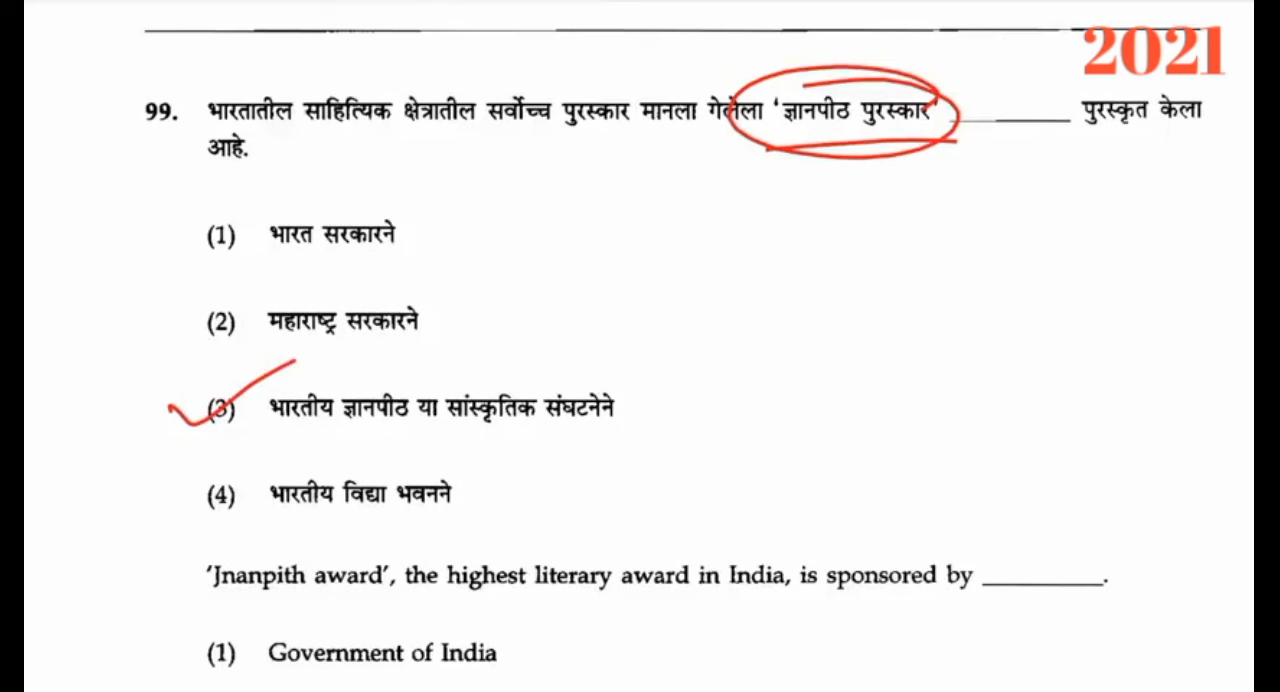 2021
99. भारतातील साहित्यिक क्षेत्रातील सर्वोच्च पुरस्कार मानला गेलेला ‘ज्ञानपीठ पुरस्कार’ __________ पुरस्कृत केला
आहे.
(1) भारत सरकारने
(2) महाराष्ट्र सरकारने
(3) भारतीय ज्ञानपीठ या सांस्कृतिक संघटनेने
(4) भारतीय विद्या भवनने
‘Jnanpith award’, the highest literary award in India, is sponsored by __________.
(1) Government of India